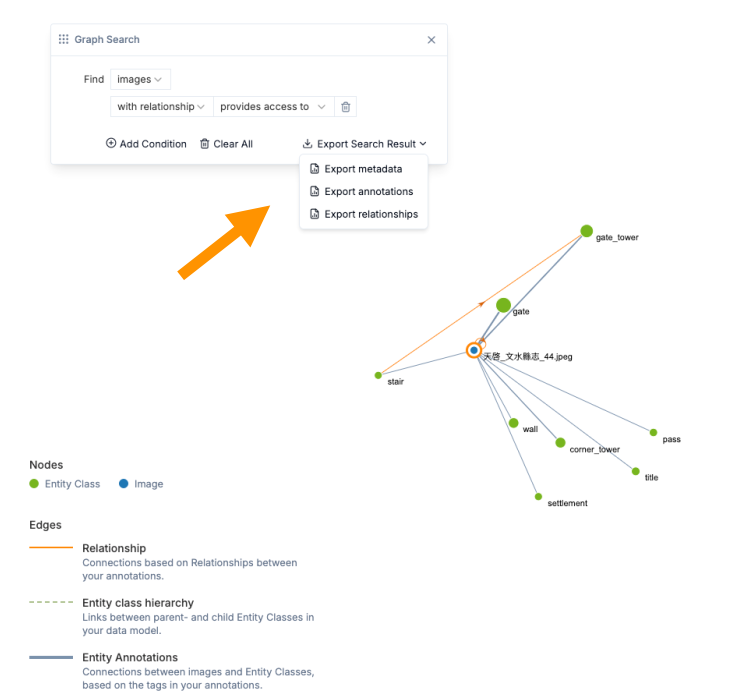 Graph Search
Find images
with relationship provides access to
Add Condition Clear All Export Search Result
Export metadata
Export annotations
Export relationships
gate_tower
gate
天啓_文水縣志_44.jpeg
stair
wall
pass
corner_tower
title
settlement
Nodes
Entity Class Image
Edges
Relationship
Connections based on Relationships between
your annotations.
Entity class hierarchy
Links between parent- and child Entity Classes in
your data model.
Entity Annotations
Connections between images and Entity Classes,
based on the tags in your annotations.